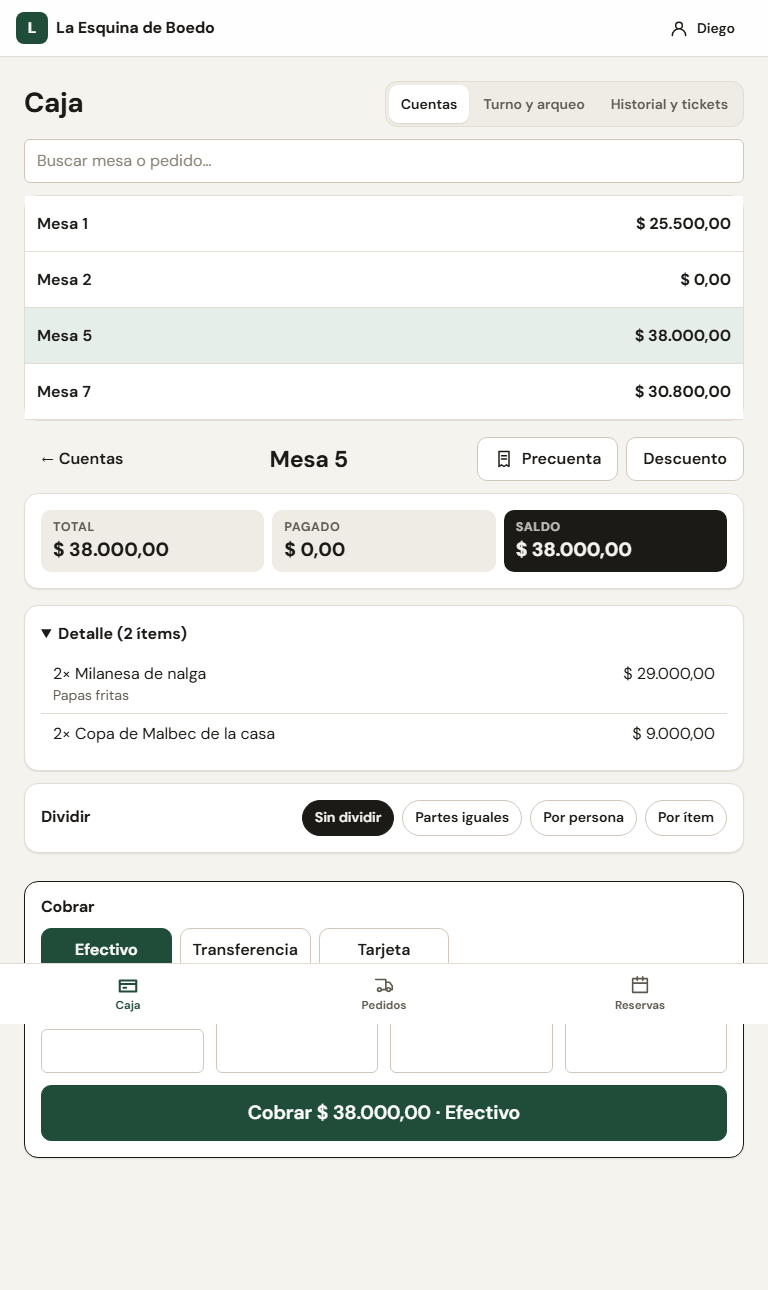 L La Esquina de Boedo Diego
Caja Cuentas Turno y arqueo Historial y tickets
Buscar mesa o pedido...
Mesa 1 $ 25.500,00
Mesa 2 $ 0,00
Mesa 5 $ 38.000,00
Mesa 7 $ 30.800,00
← Cuentas Mesa 5 Precuenta Descuento
TOTAL PAGADO SALDO
$ 38.000,00 $ 0,00 $ 38.000,00
▼ Detalle (2 ítems)
2× Milanesa de nalga $ 29.000,00
Papas fritas
2× Copa de Malbec de la casa $ 9.000,00
Dividir Sin dividir Partes iguales Por persona Por ítem
Cobrar
Efectivo Transferencia Tarjeta
Caja Pedidos Reservas
Cobrar $ 38.000,00 · Efectivo